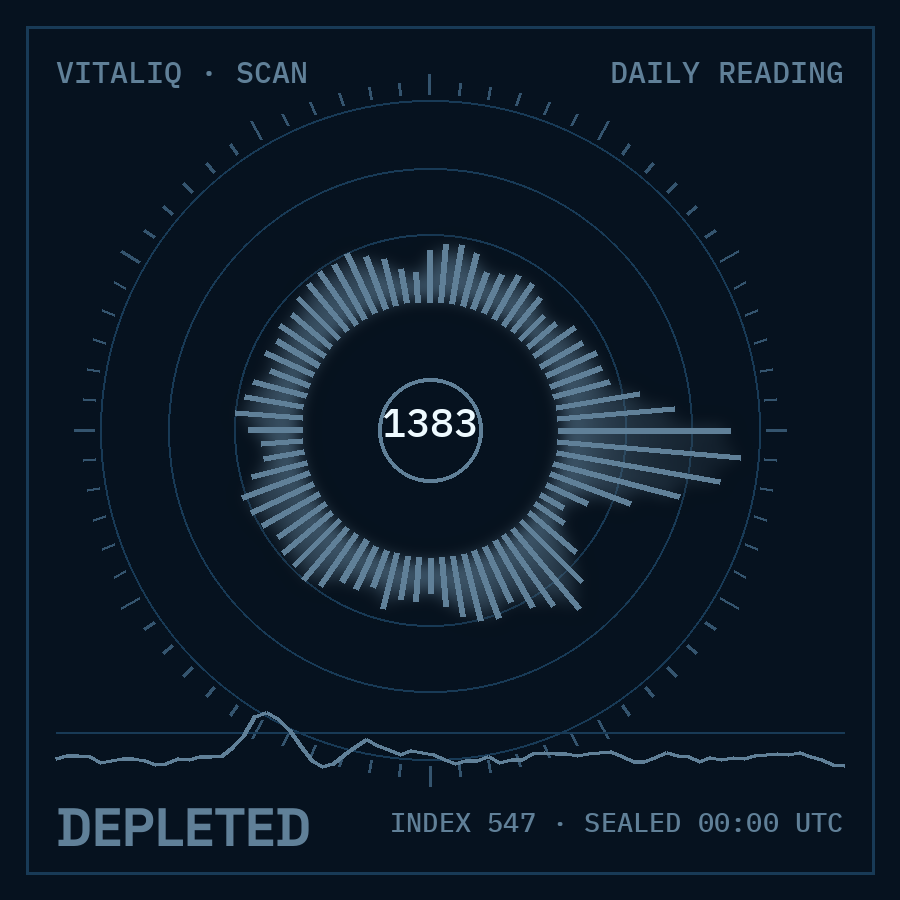 VITALIQ · SCAN
DAILY READING
1383
DEPLETED
INDEX 547 · SEALED 00:00 UTC